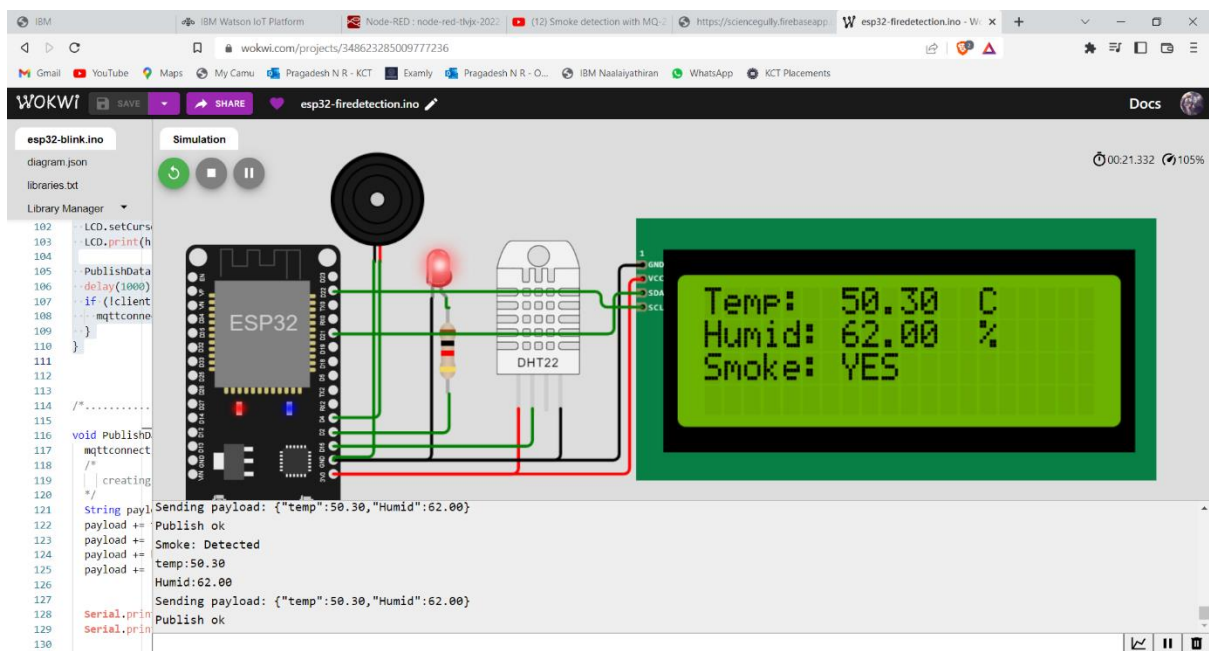 IBM
IBM Watson IoT Platform
Node-RED : node-red-tlvjx-2022
(12) Smoke detection with MQ-2
https://sciencegully.firebaseapp
esp32-firedetection.ino - W
wokwi.com/projects/348623285009777236
Gmail YouTube Maps My Camu Pragadesh N R - KCT Examly Pragadesh N R - O... IBM Naalaiyathiran WhatsApp KCT Placements
WOKWI SAVE SHARE esp32-firedetection.ino Docs
esp32-blink.ino
diagram.json
libraries.txt
Library Manager
Simulation
00:21.332 105%
102 LCD.setCurs
103 LCD.print(h
104
105 PublishData
106 delay(1000)
107 if (!client
108 mqttconne
109 }
110 }
111
112
113
114 /*...........
115
116 void PublishD
117 mqttconnect
118 /*
119 creating
120 */
121 String payl
122 payload +=
123 payload +=
124 payload +=
125 payload +=
126
127
128 Serial.prin
129 Serial.prin
130
ESP32
DHT22
1
GND
VCC
SDA
SCL
Temp: 50.30 C
Humid: 62.00 %
Smoke: YES
Sending payload: {"temp":50.30,"Humid":62.00}
Publish ok
Smoke: Detected
temp:50.30
Humid:62.00
Sending payload: {"temp":50.30,"Humid":62.00}
Publish ok